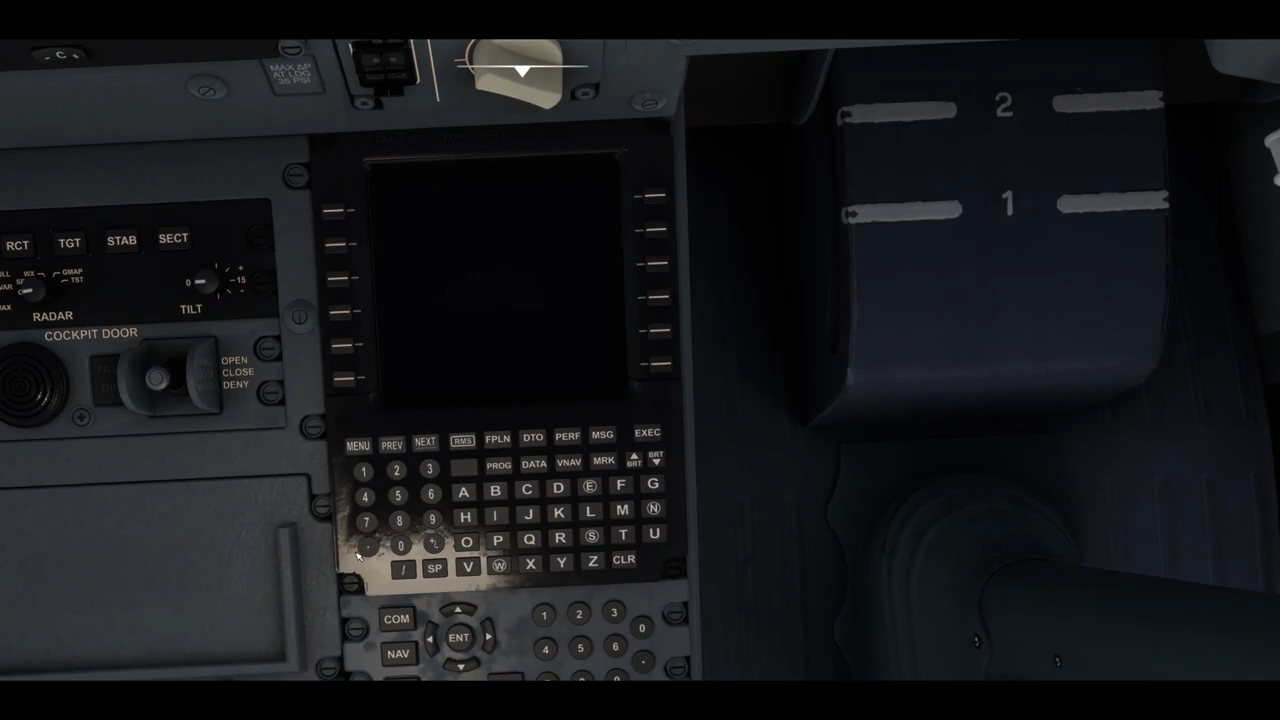 C
MAX ΔP
AT LDG
.35 PSI
2
1
RCT TGT STAB SECT
WX GMAP
TST
0 + -15
RADAR
TILT
COCKPIT DOOR
OPEN
CLOSE
DENY
MENU PREV NEXT RMS FPLN DTO PERF MSG EXEC
PROG DATA VNAV MRK BRT BRT
1 2 3
4 5 6 A B C D E F G
7 8 9 H I J K L M N
. 0 +/- O P Q R S T U
/ SP V W X Y Z CLR
COM ENT 1 2 3 0
NAV 4 5 6 .